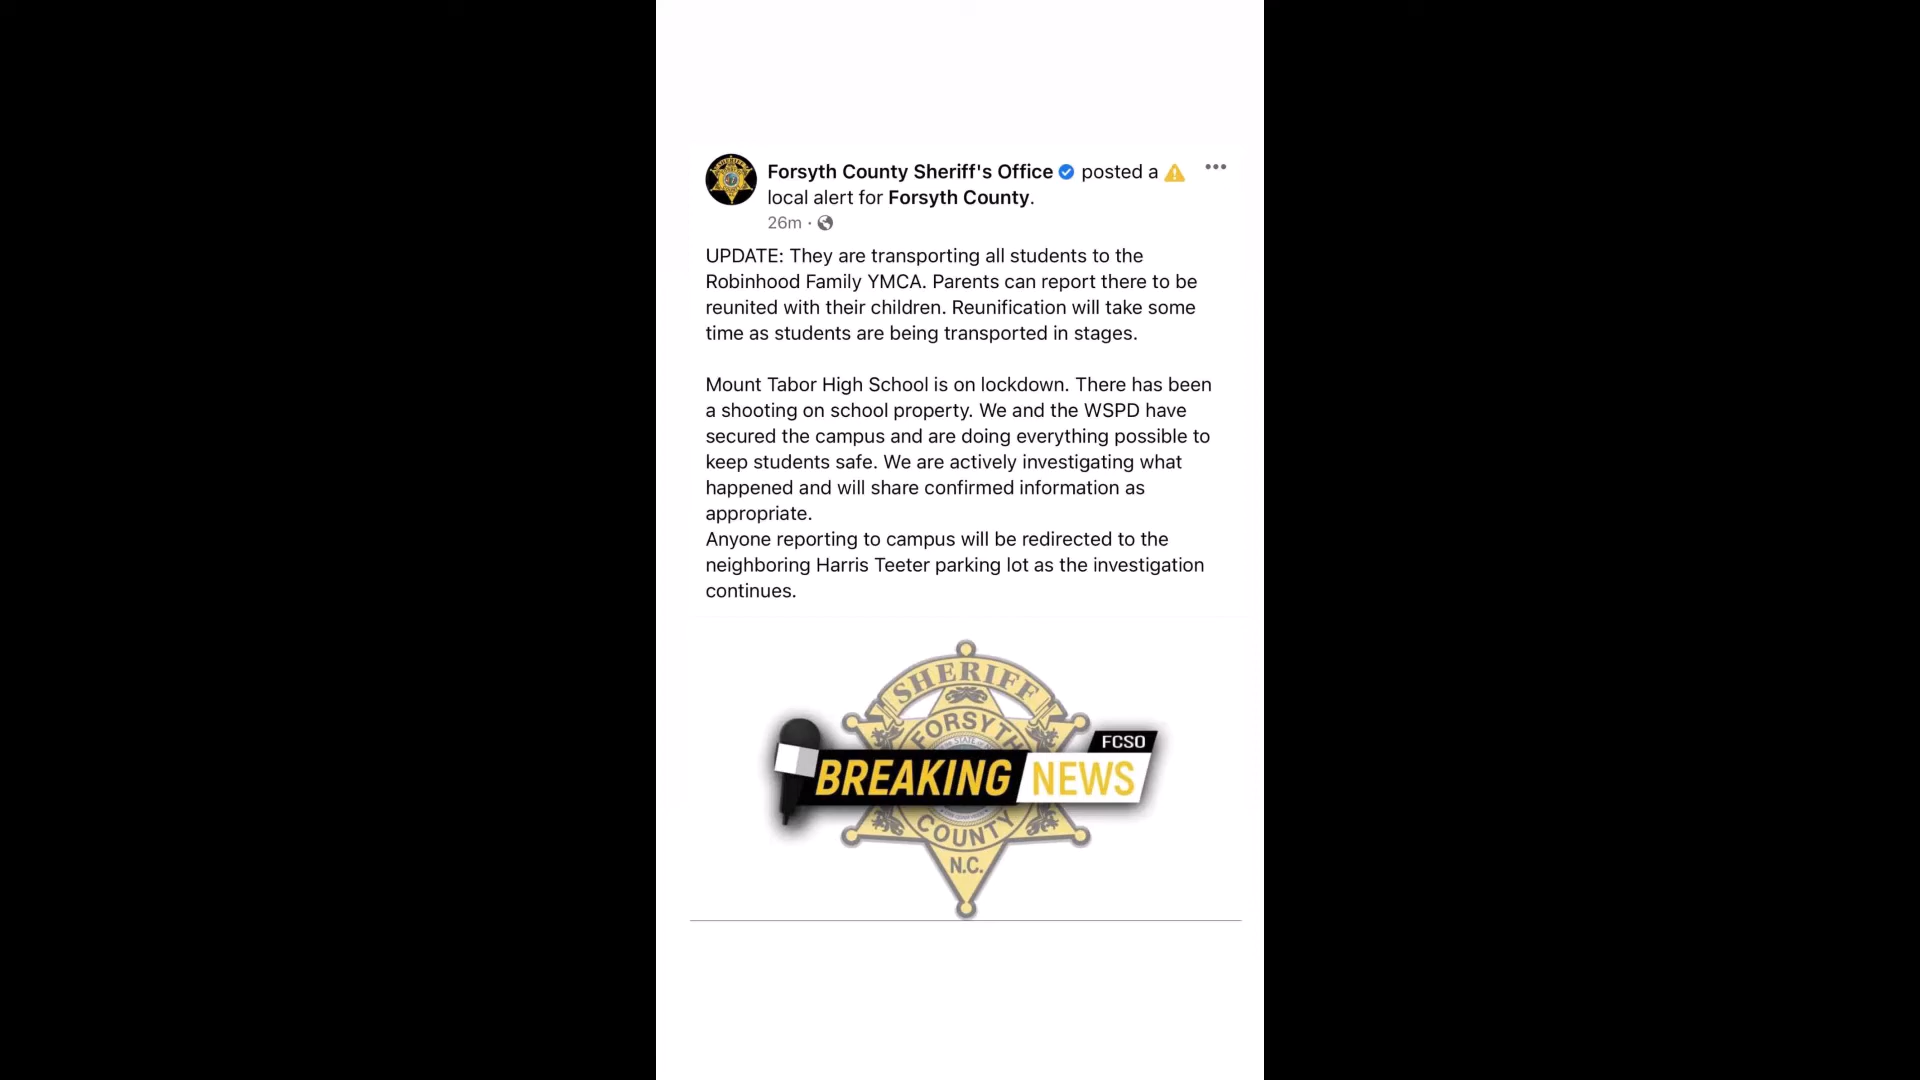 Forsyth County Sheriff's Office posted a
local alert for Forsyth County.
26m ·
UPDATE: They are transporting all students to the
Robinhood Family YMCA. Parents can report there to be
reunited with their children. Reunification will take some
time as students are being transported in stages.
Mount Tabor High School is on lockdown. There has been
a shooting on school property. We and the WSPD have
secured the campus and are doing everything possible to
keep students safe. We are actively investigating what
happened and will share confirmed information as
appropriate.
Anyone reporting to campus will be redirected to the
neighboring Harris Teeter parking lot as the investigation
continues.
SHERIFF
FORSYTH
FCSO
BREAKING NEWS
COUNTY
N.C.